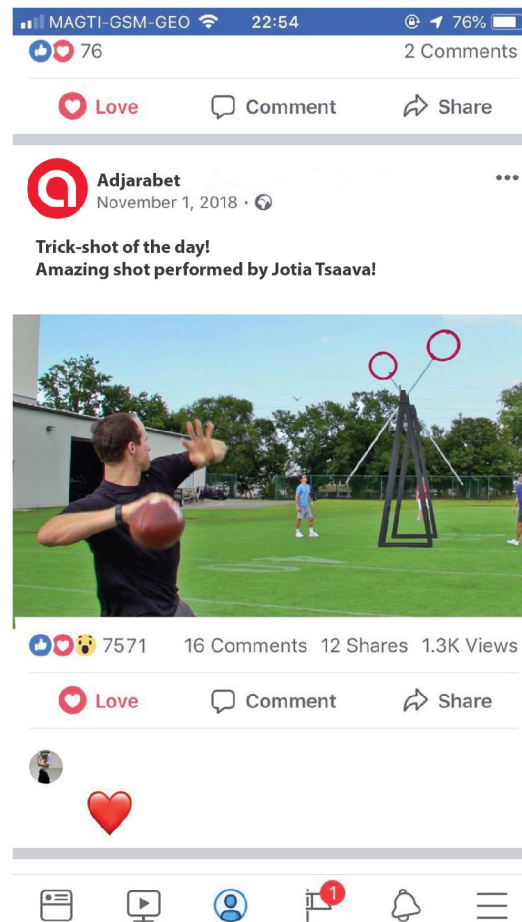 MAGTI-GSM-GEO 22:54 76%
76 2 Comments
Love Comment Share
Adjarabet
November 1, 2018 ·
Trick-shot of the day!
Amazing shot performed by Jotia Tsaava!
7571 16 Comments 12 Shares 1.3K Views
Love Comment Share
1